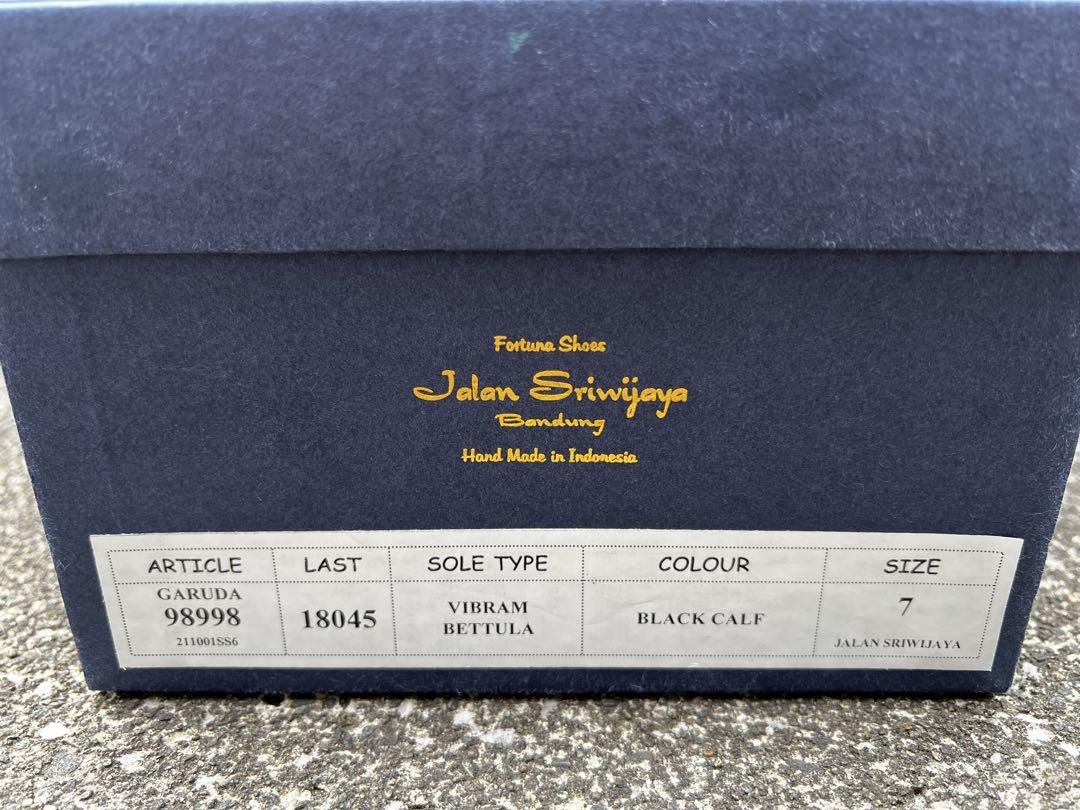 Fortuna Shoes
Jalan Sriwijaya
Bandung
Hand Made in Indonesia
ARTICLE LAST SOLE TYPE COLOUR SIZE
GARUDA
98998
211001SS6
18045
VIBRAM
BETTULA
BLACK CALF
7
JALAN SRIWIJAYA